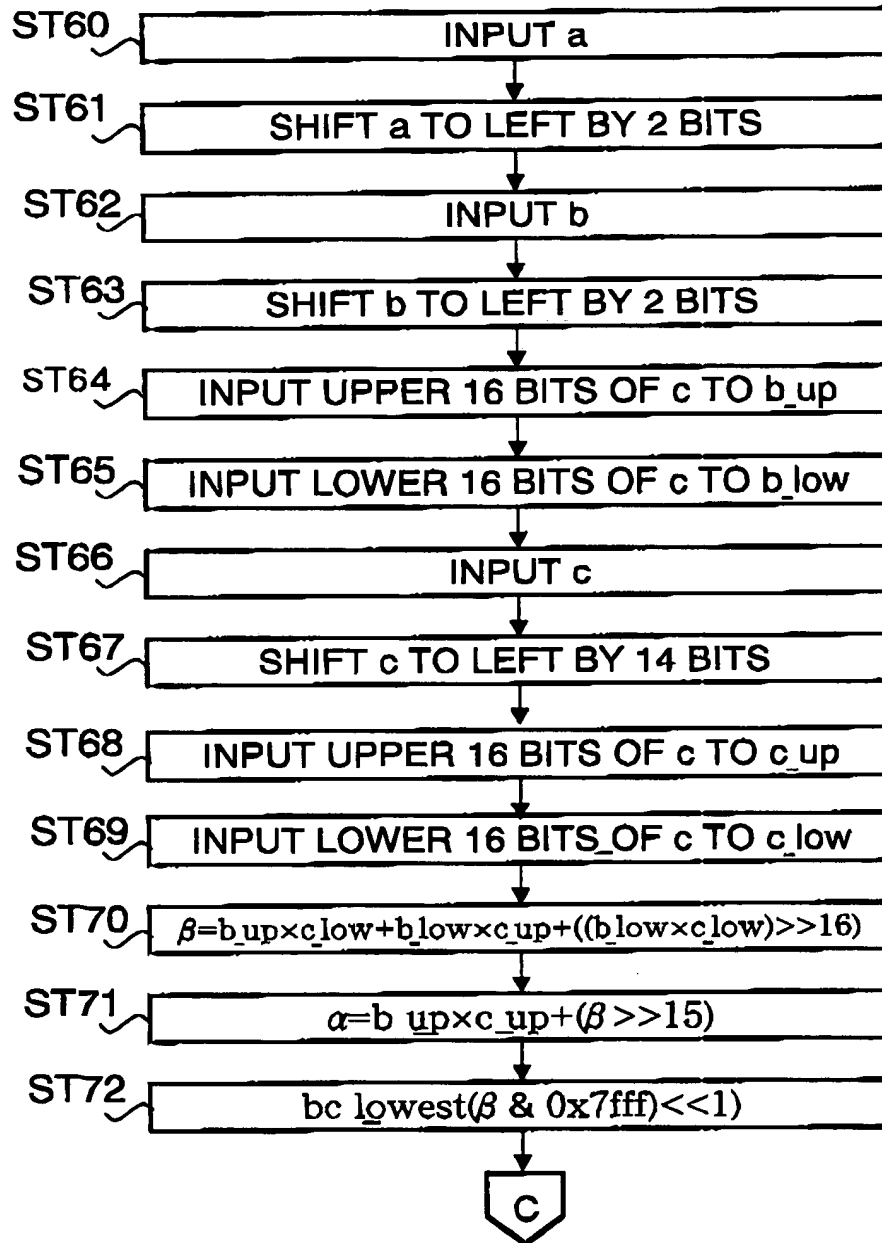 ST60
INPUT a
ST61
SHIFT a TO LEFT BY 2 BITS
ST62
INPUT b
ST63
SHIFT b TO LEFT BY 2 BITS
ST64
INPUT UPPER 16 BITS OF c TO b_up
ST65
INPUT LOWER 16 BITS OF c TO b_low
ST66
INPUT c
ST67
SHIFT c TO LEFT BY 14 BITS
ST68
INPUT UPPER 16 BITS OF c TO c_up
ST69
INPUT LOWER 16 BITS_OF c TO c_low
ST70
β=b_up×c_low+b_low×c_up+((b_low×c_low)>>16)
ST71
α=b up×c_up+(β>>15)
ST72
bc lowest(β & 0x7fff)<<1)
C